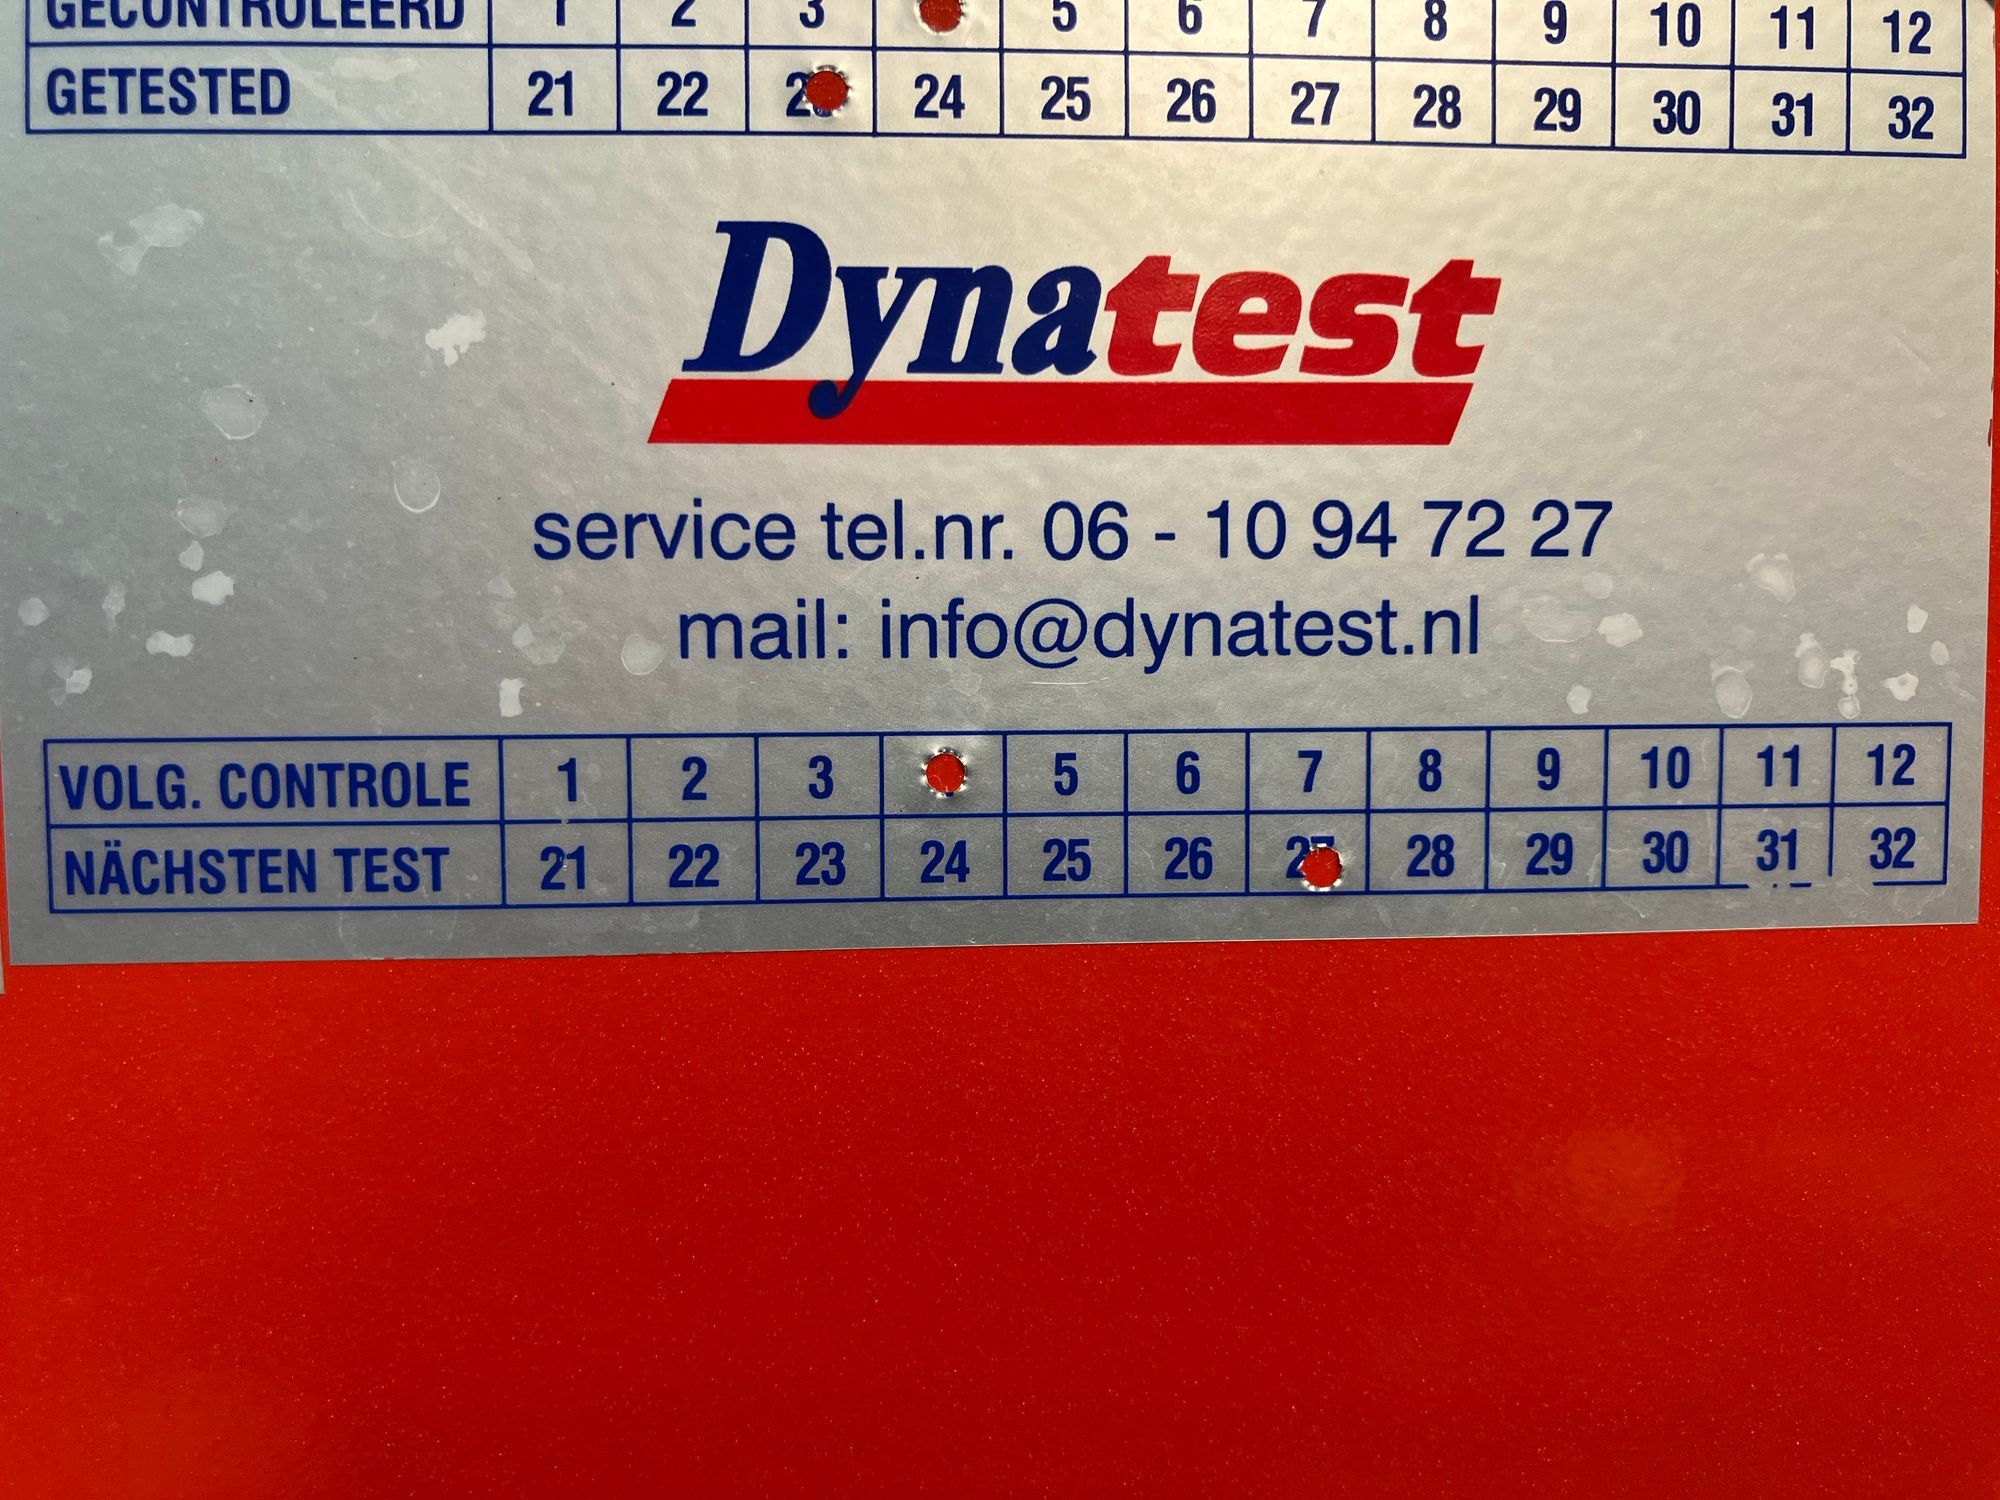 GECONTROLEERD 1 2 3 5 6 7 8 9 10 11 12
GETESTED 21 22 24 25 26 27 28 29 30 31 32
Dynatest
service tel.nr. 06 - 10 94 72 27
mail: info@dynatest.nl
VOLG. CONTROLE 1 2 3 5 6 7 8 9 10 11 12
NÄCHSTEN TEST 21 22 23 24 25 26 27 28 29 30 31 32